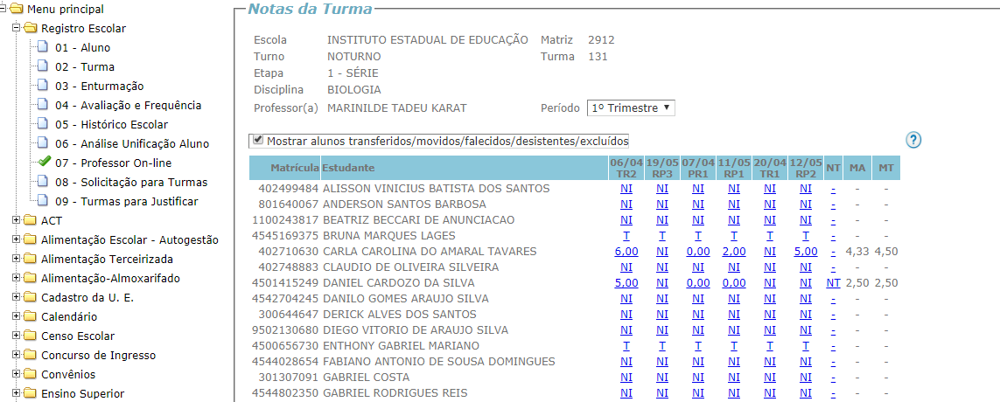 Menu principal
Registro Escolar
01 - Aluno
02 - Turma
03 - Enturmação
04 - Avaliação e Frequência
05 - Histórico Escolar
06 - Análise Unificação Aluno
07 - Professor On-line
08 - Solicitação para Turmas
09 - Turmas para Justificar
ACT
Alimentação Escolar - Autogestão
Alimentação Terceirizada
Alimentação-Almoxarifado
Cadastro da U. E.
Calendário
Censo Escolar
Concurso de Ingresso
Convênios
Ensino Superior
Notas da Turma
Escola INSTITUTO ESTADUAL DE EDUCAÇÃO Matriz 2912
Turno NOTURNO Turma 131
Etapa 1 - SÉRIE
Disciplina BIOLOGIA
Professor(a) MARINILDE TADEU KARAT Período 1º Trimestre
Mostrar alunos transferidos/movidos/falecidos/desistentes/excluídos ?
Matrícula Estudante 06/04 TR2 19/05 RP3 07/04 PR1 11/05 RP1 20/04 TR1 12/05 RP2 NT MA MT
402499484 ALISSON VINICIUS BATISTA DOS SANTOS NI NI NI NI NI NI - - -
801640067 ANDERSON SANTOS BARBOSA NI NI NI NI NI NI - - -
1100243817 BEATRIZ BECCARI DE ANUNCIACAO NI NI NI NI NI NI - - -
4545169375 BRUNA MARQUES LAGES T T T T T T - - -
402710630 CARLA CAROLINA DO AMARAL TAVARES 6,00 NI 0,00 2,00 NI 5,00 - 4,33 4,50
402748883 CLAUDIO DE OLIVEIRA SILVEIRA NI NI NI NI NI NI - - -
4501415249 DANIEL CARDOZO DA SILVA 5,00 NI 0,00 0,00 NI NI NT 2,50 2,50
4542704245 DANILO GOMES ARAUJO SILVA NI NI NI NI NI NI - - -
300644647 DERICK ALVES DOS SANTOS NI NI NI NI NI NI - - -
9502130680 DIEGO VITORIO DE ARAUJO SILVA NI NI NI NI NI NI - - -
4500656730 ENTHONY GABRIEL MARIANO T T T T T T - - -
4544028654 FABIANO ANTONIO DE SOUSA DOMINGUES NI NI NI NI NI NI - - -
301307091 GABRIEL COSTA NI NI NI NI NI NI - - -
4544802350 GABRIEL RODRIGUES REIS NI NI NI NI NI NI - - -